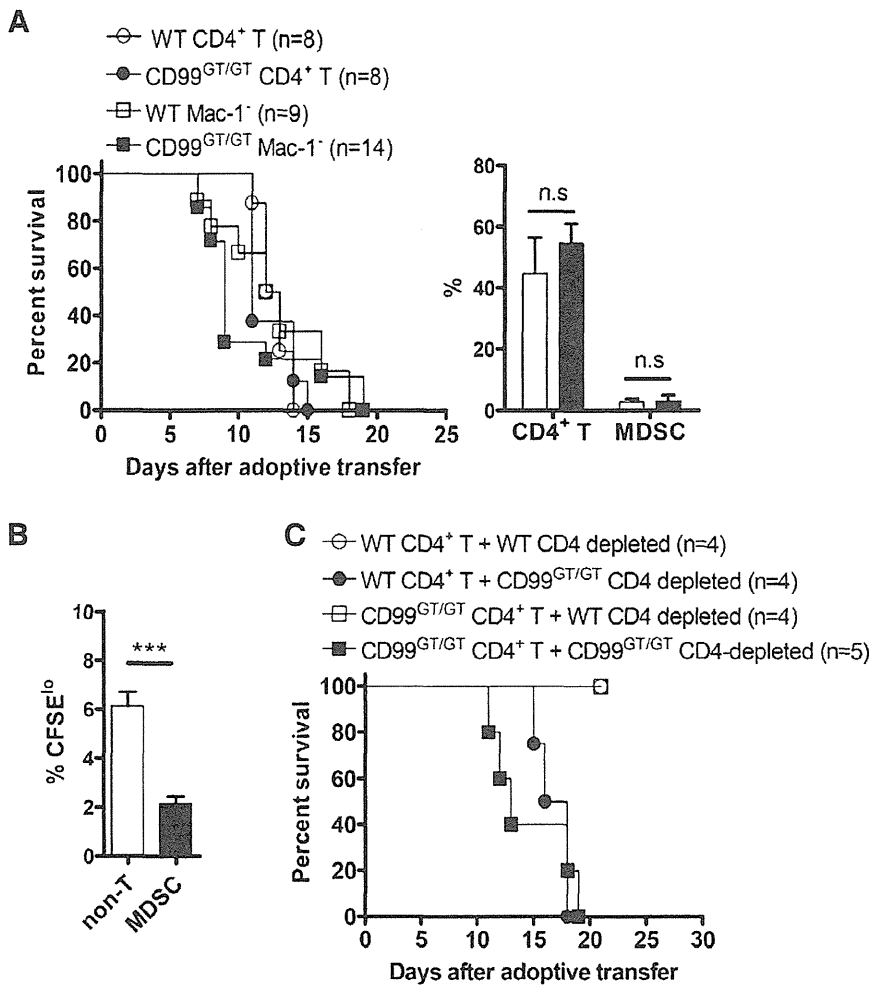 A
WT CD4⁺ T (n=8)
CD99^GT/GT CD4⁺ T (n=8)
WT Mac-1⁻ (n=9)
CD99^GT/GT Mac-1⁻ (n=14)
Percent survival
100
80
60
40
20
0
0 5 10 15 20 25
Days after adoptive transfer
%
80
60
40
20
0
n.s
n.s
CD4⁺ T MDSC
B
% CFSE^lo
10
8
6
4
2
0
***
non-T
MDSC
C
WT CD4⁺ T + WT CD4 depleted (n=4)
WT CD4⁺ T + CD99^GT/GT CD4 depleted (n=4)
CD99^GT/GT CD4⁺ T + WT CD4 depleted (n=4)
CD99^GT/GT CD4⁺ T + CD99^GT/GT CD4-depleted (n=5)
Percent survival
100
80
60
40
20
0
0 5 10 15 20 25 30
Days after adoptive transfer